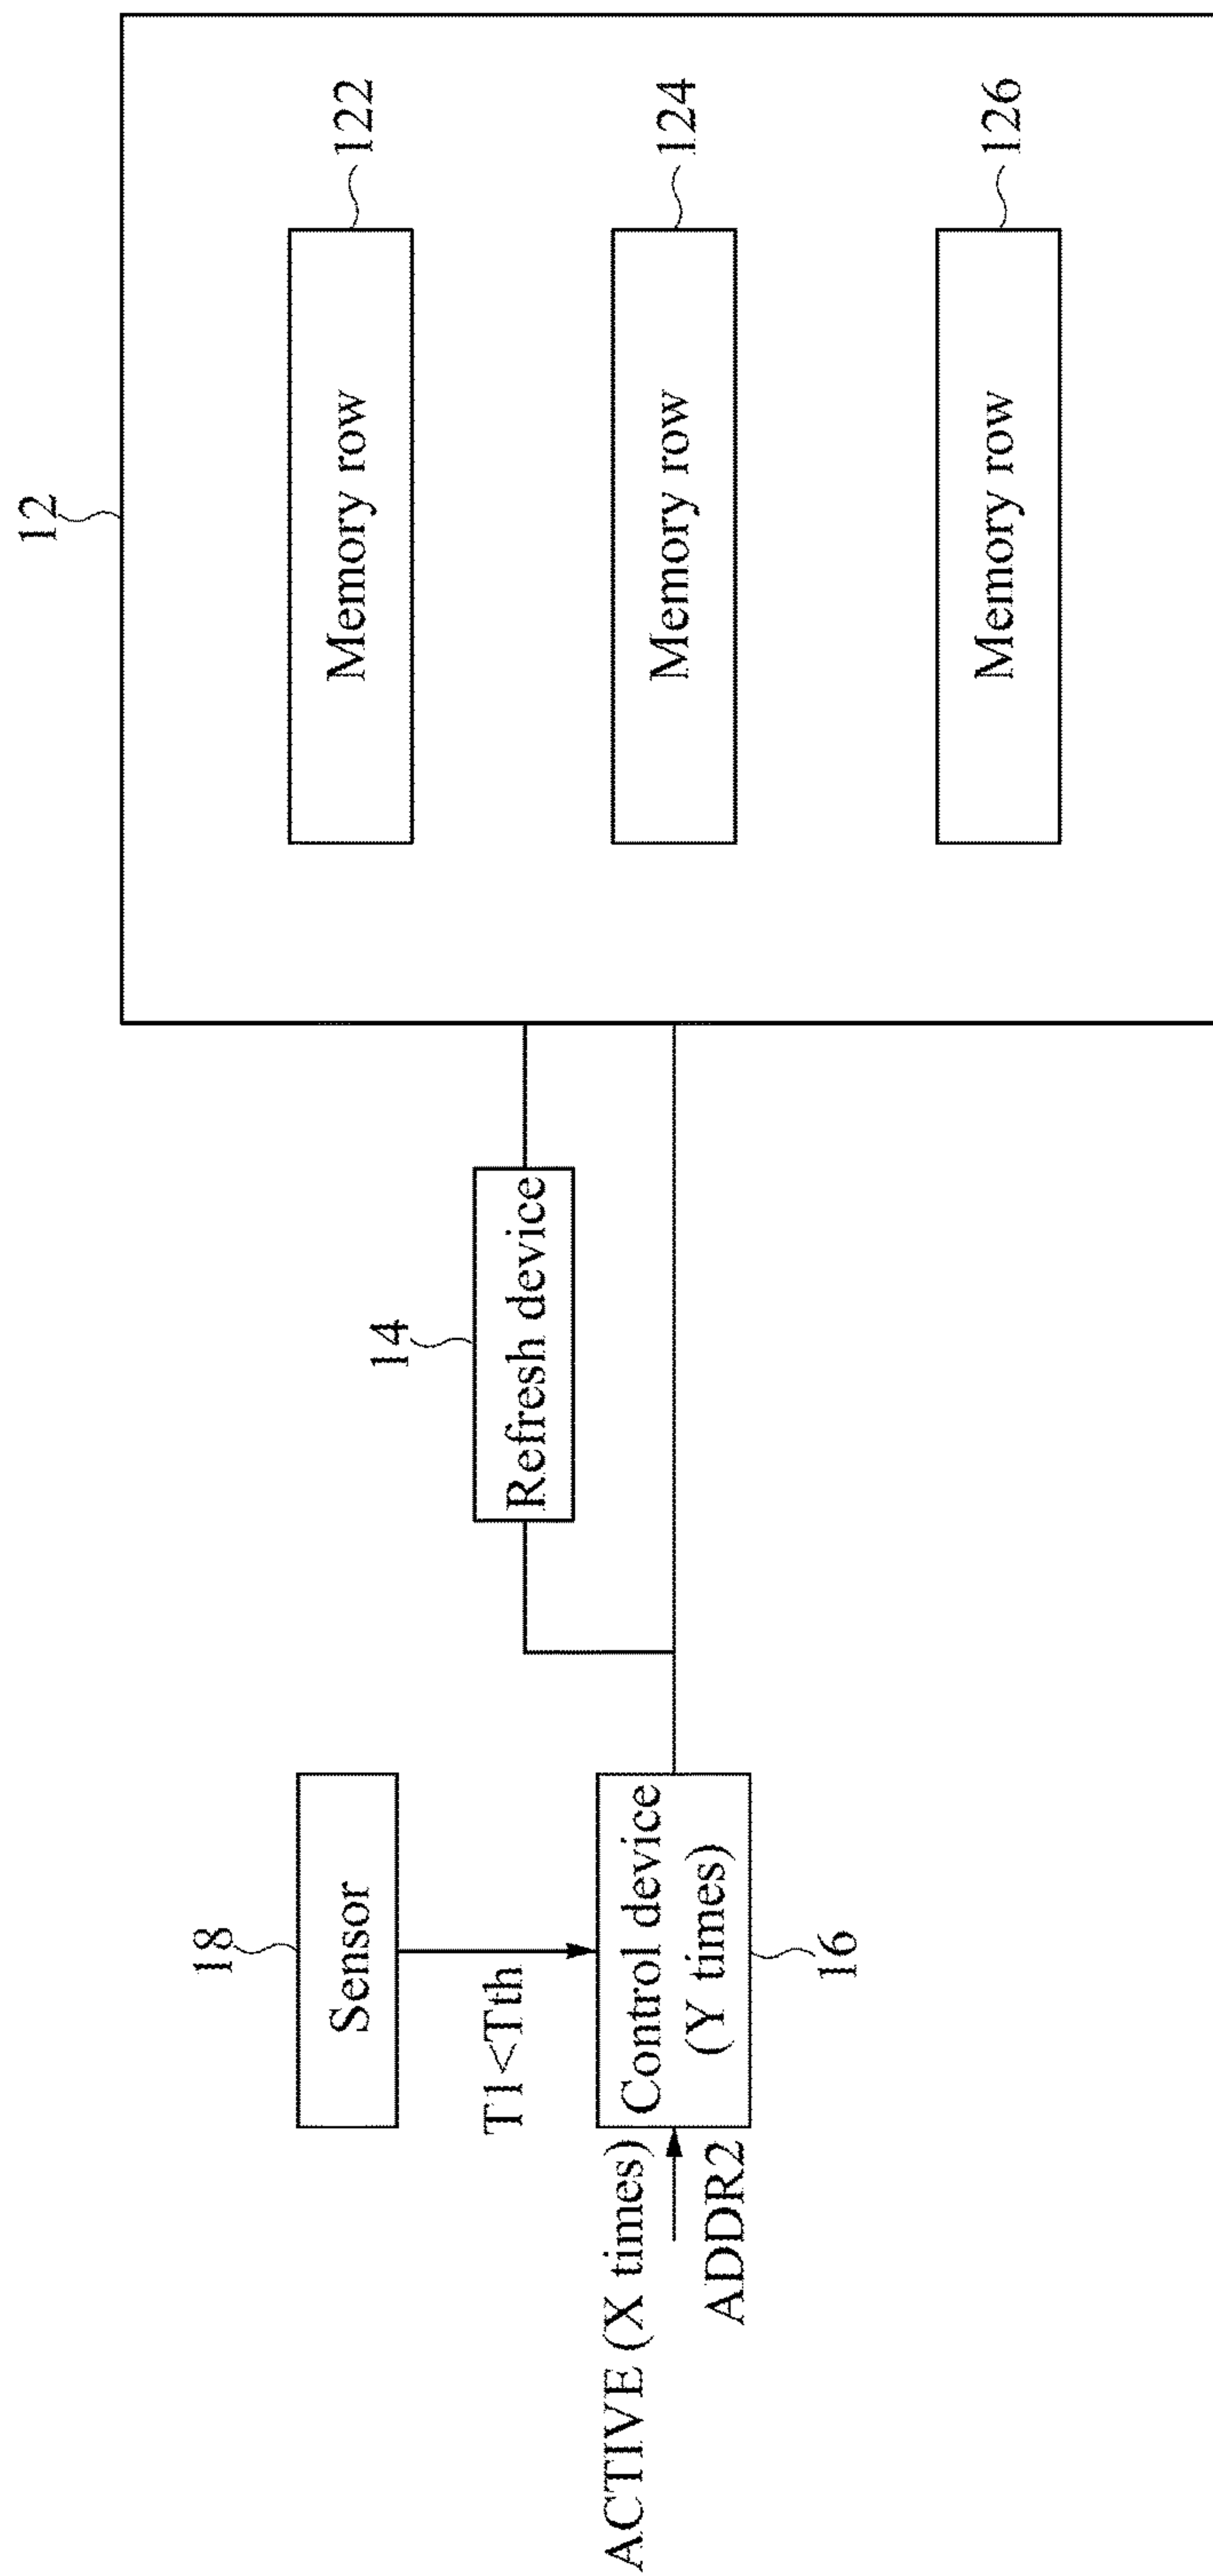 12
Memory row
122
Memory row
124
Memory row
126
14
Refresh device
18
Sensor
T1<Tth
Control device
(Y times)
16
ACTIVE (X times)
ADDR2